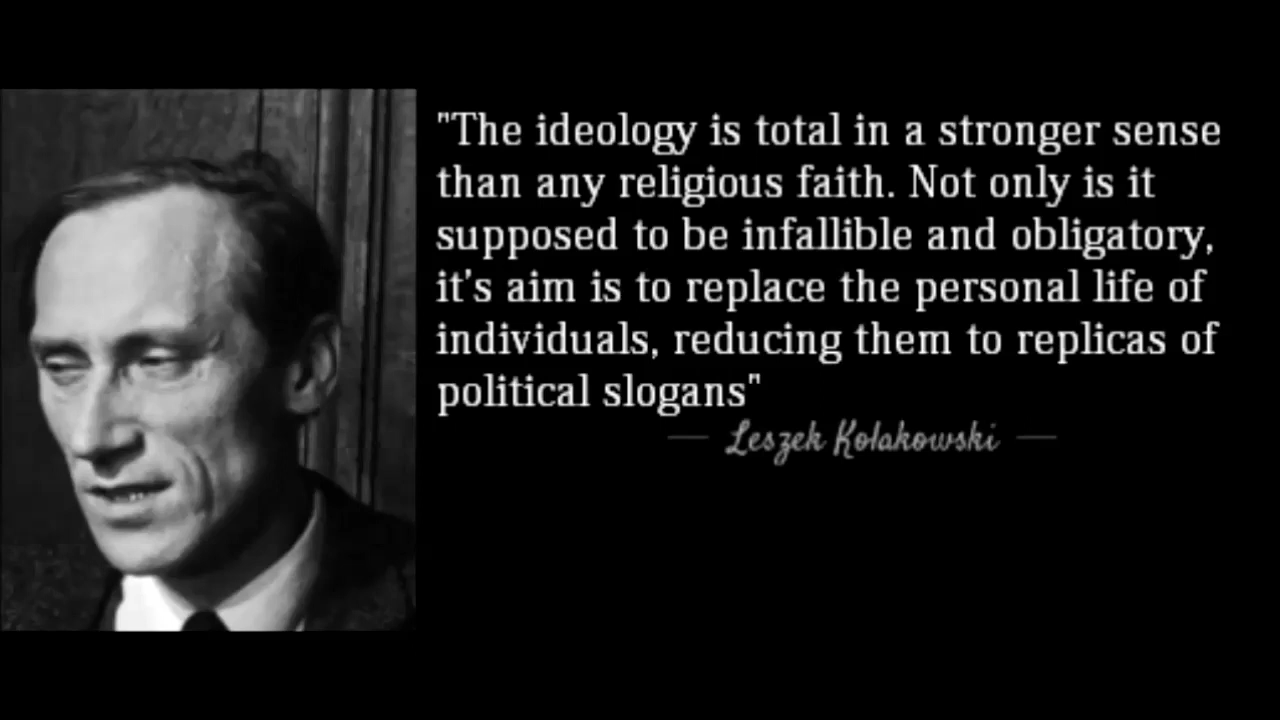 "The ideology is total in a stronger sense
than any religious faith. Not only is it
supposed to be infallible and obligatory,
it's aim is to replace the personal life of
individuals, reducing them to replicas of
political slogans"
— Leszek Kolakowski —